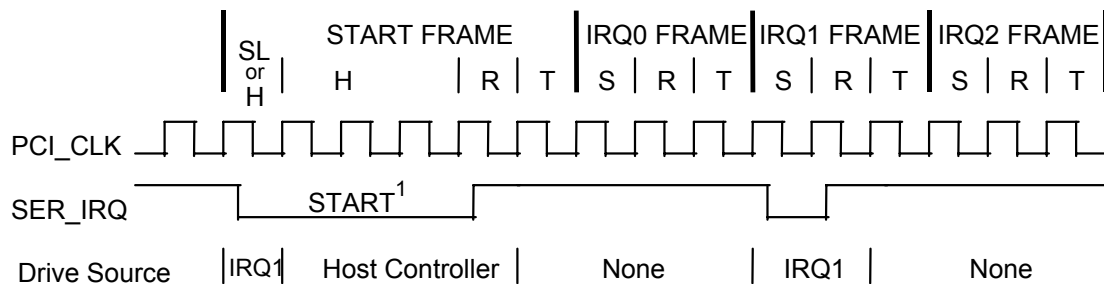 START FRAME IRQ0 FRAME IRQ1 FRAME IRQ2 FRAME
SL
or
H
H R T S R T S R T S R T
PCI_CLK
SER_IRQ START1
Drive Source IRQ1 Host Controller None IRQ1 None